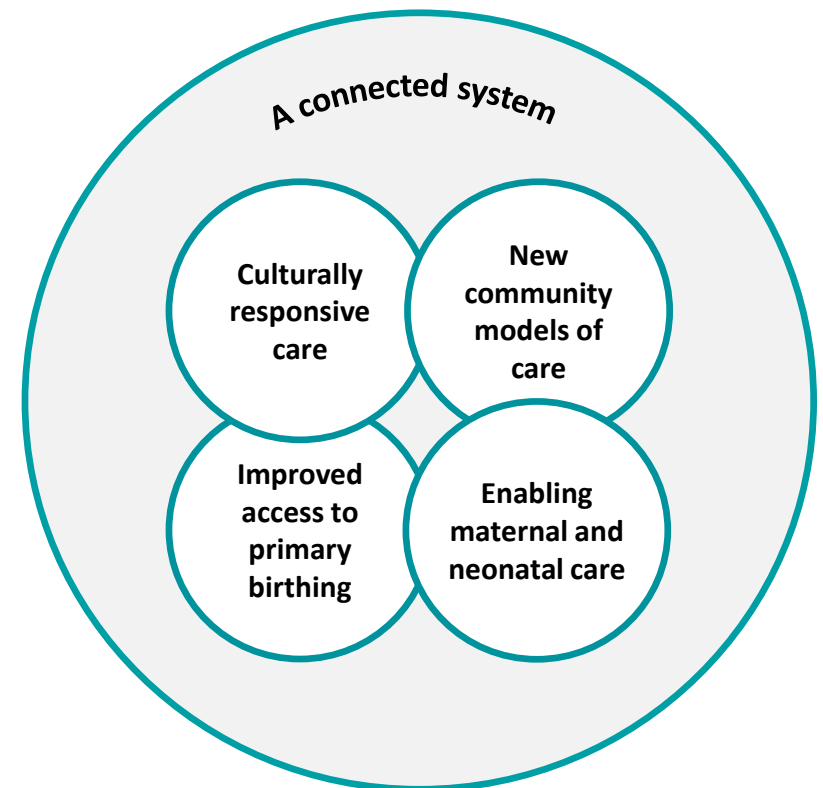 A connected system
Culturally
responsive
care
New
community
models of
care
Improved
access to
primary
birthing
Enabling
maternal and
neonatal care